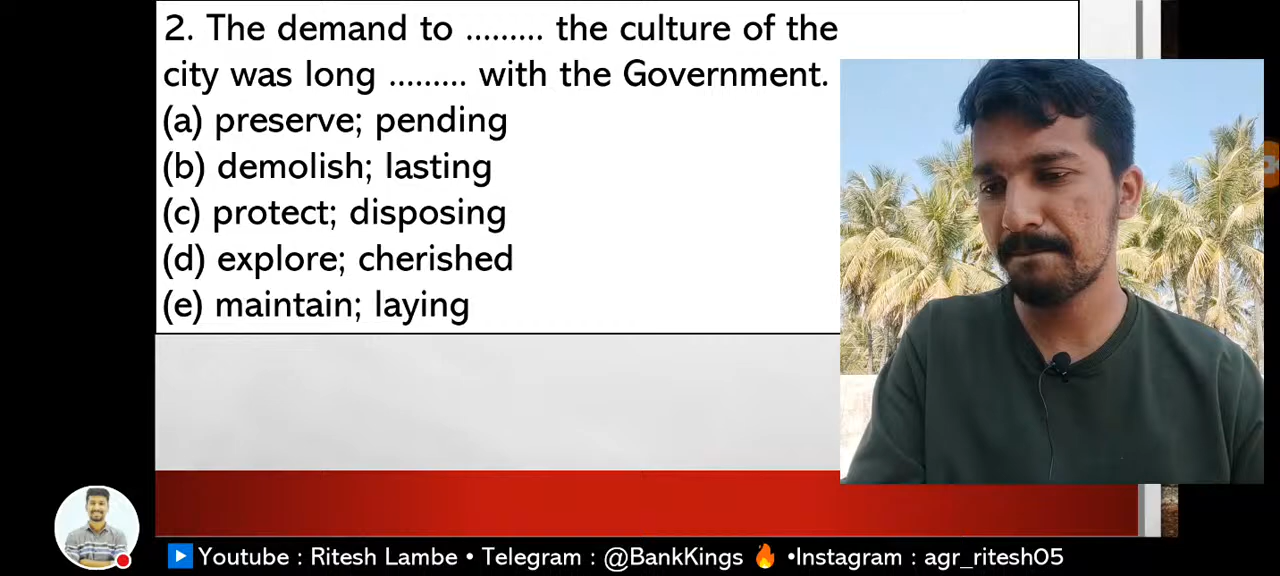 2. The demand to ......... the culture of the
city was long ......... with the Government.
(a) preserve; pending
(b) demolish; lasting
(c) protect; disposing
(d) explore; cherished
(e) maintain; laying
Youtube : Ritesh Lambe • Telegram : @BankKings 🔥 •Instagram : agr_ritesh05